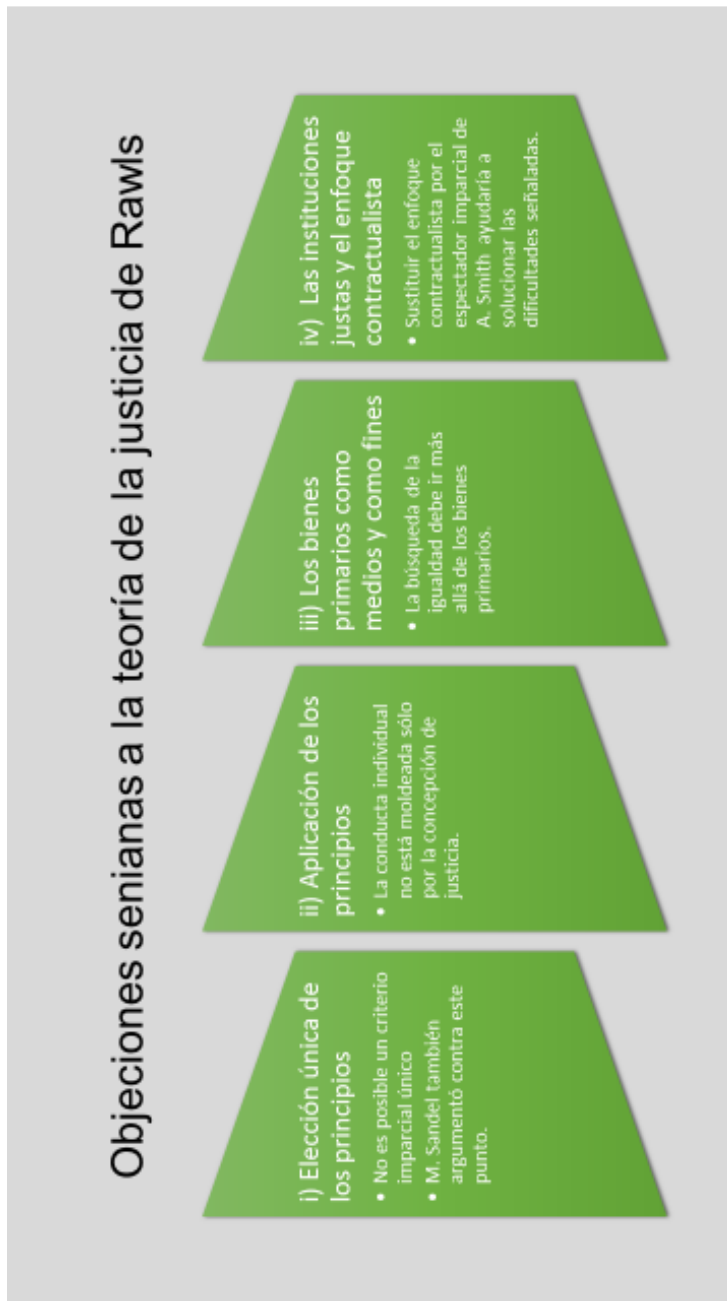 Objeciones senianas a la teoría de la justicia de Rawls
i) Elección única de
los principios
• No es posible un criterio
imparcial único
• M. Sandel también
argumentó contra este
punto.
ii) Aplicación de los
principios
• La conducta individual
no está moldeada sólo
por la concepción de
justicia.
iii) Los bienes
primarios como
medios y como fines
• La búsqueda de la
igualdad debe ir más
allá de los bienes
primarios.
iv) Las instituciones
justas y el enfoque
contractualista
• Sustituir el enfoque
contractualista por el
espectador imparcial de
A. Smith ayudaría a
solucionar las
dificultades señaladas.